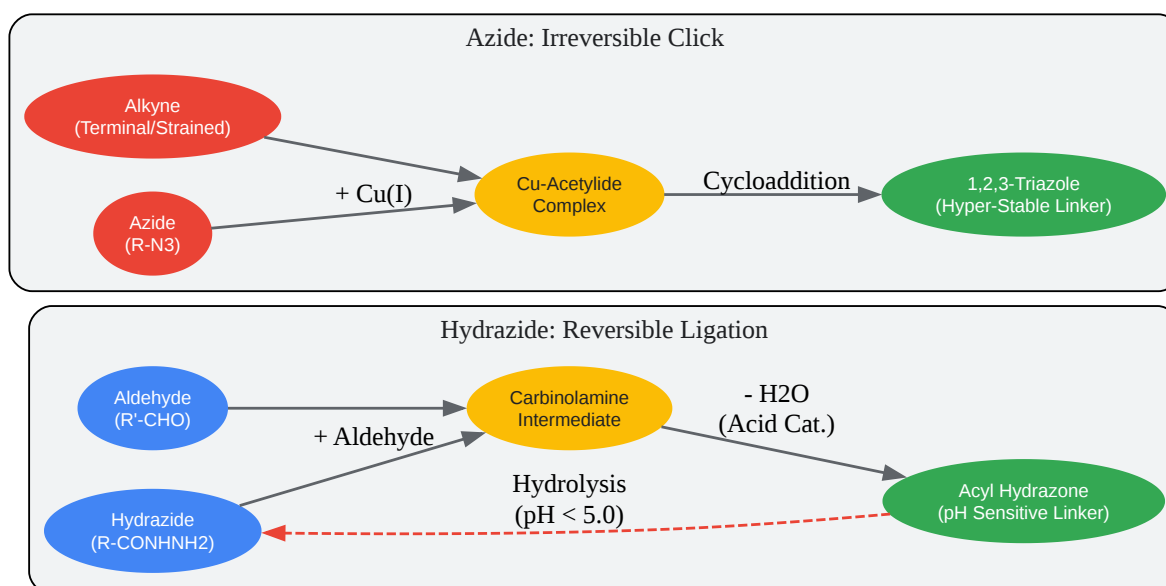 Azide: Irreversible Click
Alkyne
(Terminal/Strained)
+ Cu(I)
Azide
(R-N3)
Cu-Acetylide
Complex
Cycloaddition
1,2,3-Triazole
(Hyper-Stable Linker)
Hydrazide: Reversible Ligation
Aldehyde
(R'-CHO)
+ Aldehyde
Hydrazide
(R-CONHNH2)
Carbinolamine
Intermediate
- H2O
(Acid Cat.)
Hydrolysis
(pH < 5.0)
Acyl Hydrazone
(pH Sensitive Linker)